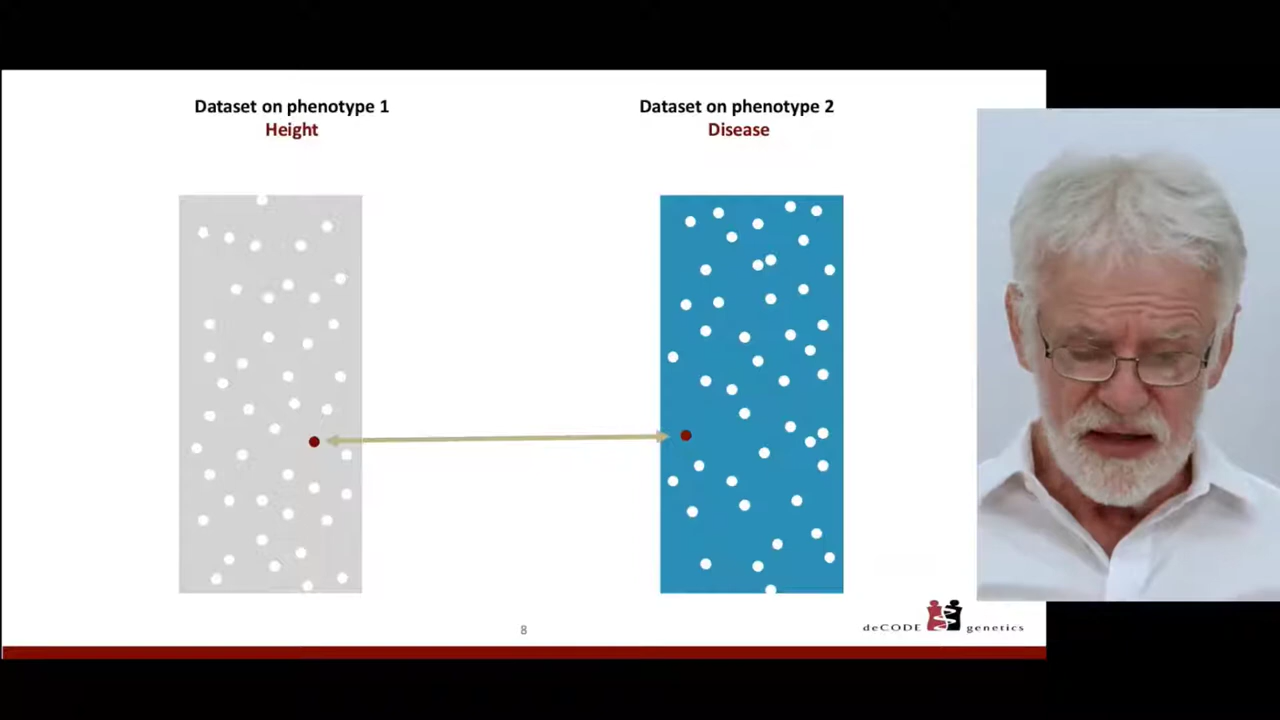 Dataset on phenotype 1
Height
Dataset on phenotype 2
Disease
8
deCODE genetics